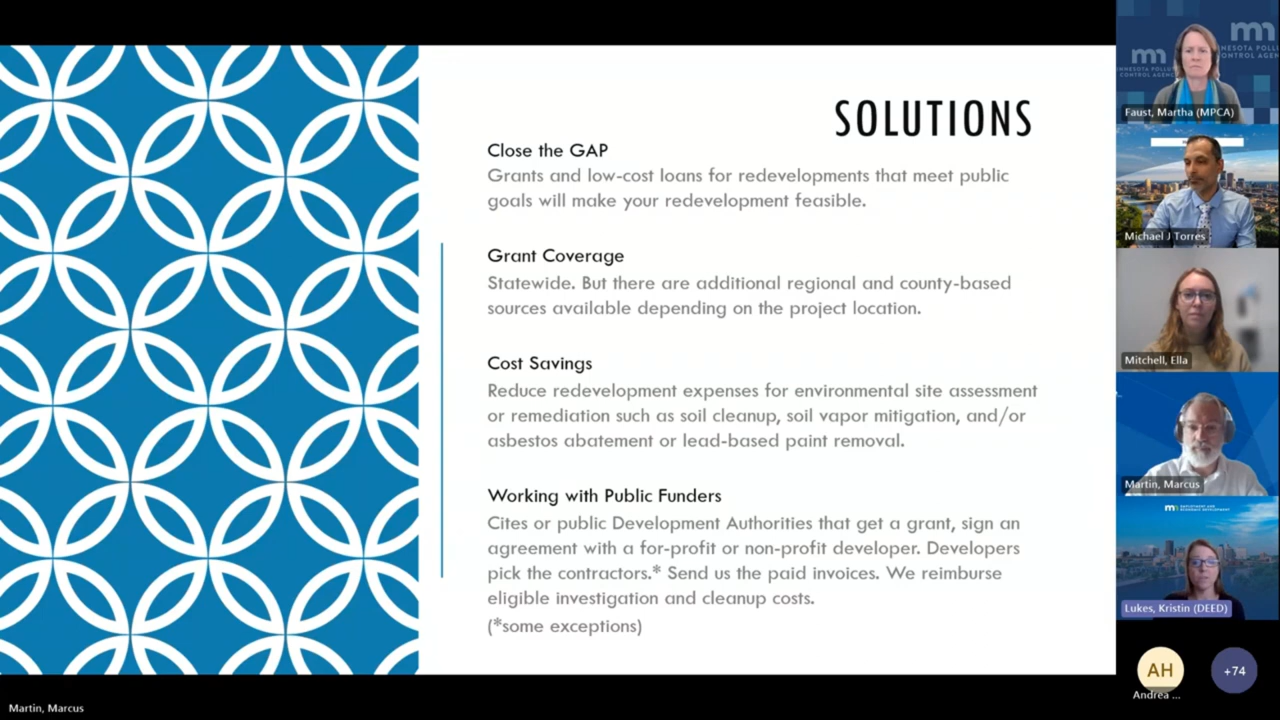 SOLUTIONS
Close the GAP
Grants and low-cost loans for redevelopments that meet public
goals will make your redevelopment feasible.
Grant Coverage
Statewide. But there are additional regional and county-based
sources available depending on the project location.
Cost Savings
Reduce redevelopment expenses for environmental site assessment
or remediation such as soil cleanup, soil vapor mitigation, and/or
asbestos abatement or lead-based paint removal.
Working with Public Funders
Cites or public Development Authorities that get a grant, sign an
agreement with a for-profit or non-profit developer. Developers
pick the contractors.* Send us the paid invoices. We reimburse
eligible investigation and cleanup costs.
(*some exceptions)
Faust, Martha (MPCA)
Michael J Torres
Mitchell, Ella
Martin, Marcus
Lukes, Kristin (DEED)
AH
+74
Andrea ...
Martin, Marcus